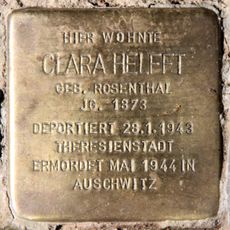 HIER WOHNTE
CLARA HELFFT
GEB. ROSENTHAL
JG. 1873
DEPORTIERT 28.1.1943
THERESIENSTADT
ERMORDET MAI 1944 IN
AUSCHWITZ